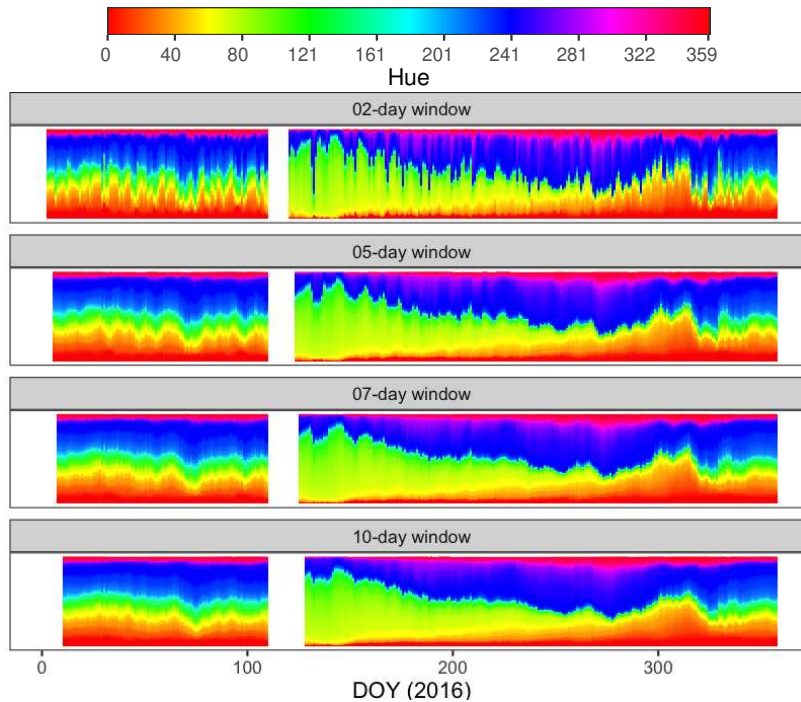 0 40 80 121 161 201 241 281 322 359
Hue
02-day window
05-day window
07-day window
10-day window
0 100 200 300
DOY (2016)